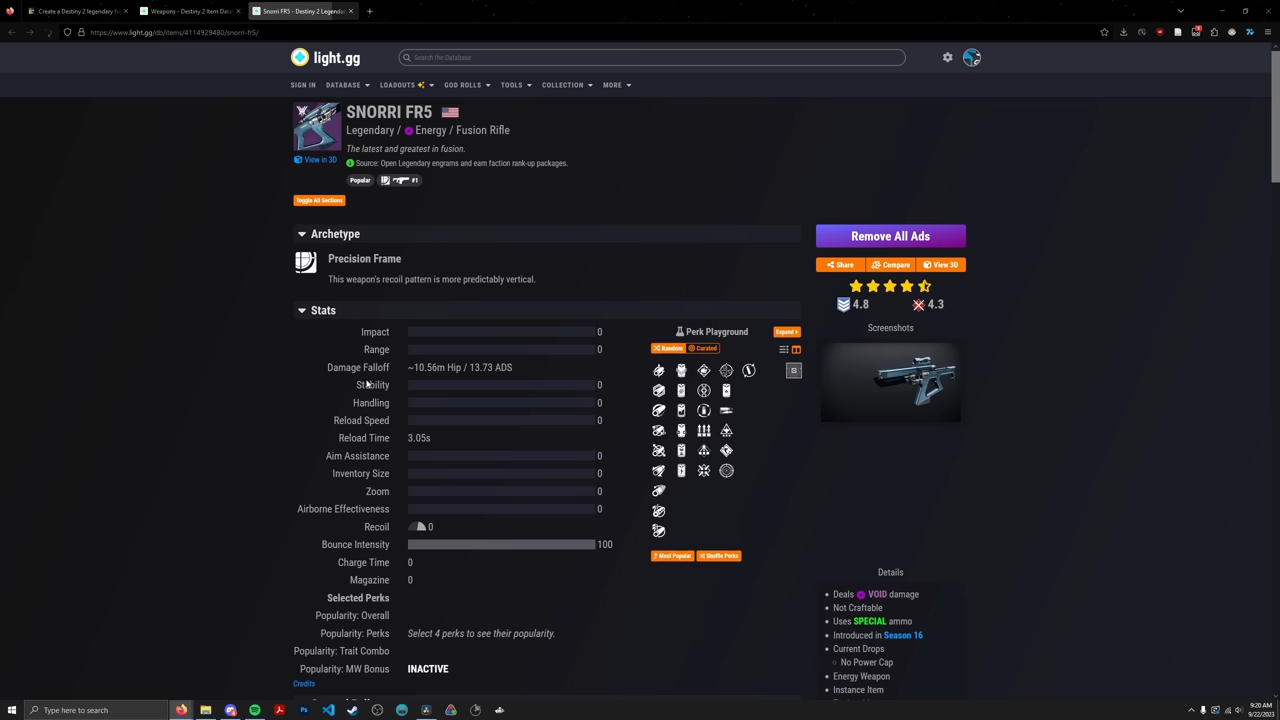 Create a Destiny 2 legendary fu
Weapons - Destiny 2 Item Data
Snorri FR5 - Destiny 2 Legendar
https://www.light.gg/db/items/4114929480/snorri-fr5/
light.gg
Search the Database
SIGN IN DATABASE LOADOUTS GOD ROLLS TOOLS COLLECTION MORE
SNORRI FR5
Legendary / Energy / Fusion Rifle
The latest and greatest in fusion.
View in 3D
Source: Open Legendary engrams and earn faction rank-up packages.
Popular #1
Toggle All Sections
Archetype
Precision Frame
This weapon's recoil pattern is more predictably vertical.
Stats
Impact 0
Range 0
Damage Falloff ~10.56m Hip / 13.73 ADS
Stability 0
Handling 0
Reload Speed 0
Reload Time 3.05s
Aim Assistance 0
Inventory Size 0
Zoom 0
Airborne Effectiveness 0
Recoil 0
Bounce Intensity 100
Charge Time 0
Magazine 0
Selected Perks
Popularity: Overall
Popularity: Perks Select 4 perks to see their popularity.
Popularity: Trait Combo
Popularity: MW Bonus INACTIVE
Credits
Perk Playground Expand
Random Curated
Most Popular Shuffle Perks
Remove All Ads
Share Compare View 3D
4.8 4.3
Screenshots
Details
Deals VOID damage
Not Craftable
Uses SPECIAL ammo
Introduced in Season 16
Current Drops
No Power Cap
Energy Weapon
Instance Item
Type here to search
9:20 AM
9/22/2023